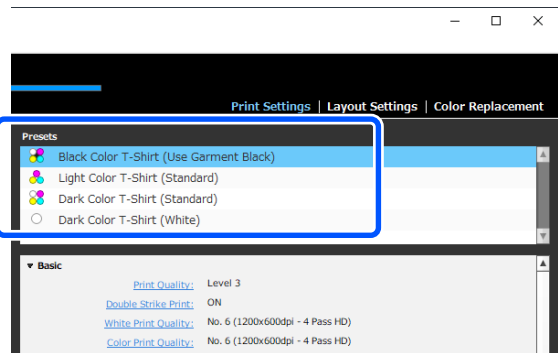 Print Settings | Layout Settings | Color Replacement
Presets
Black Color T-Shirt (Use Garment Black)
Light Color T-Shirt (Standard)
Dark Color T-Shirt (Standard)
Dark Color T-Shirt (White)
▼ Basic
Print Quality: Level 3
Double Strike Print: ON
White Print Quality: No. 6 (1200x600dpi - 4 Pass HD)
Color Print Quality: No. 6 (1200x600dpi - 4 Pass HD)